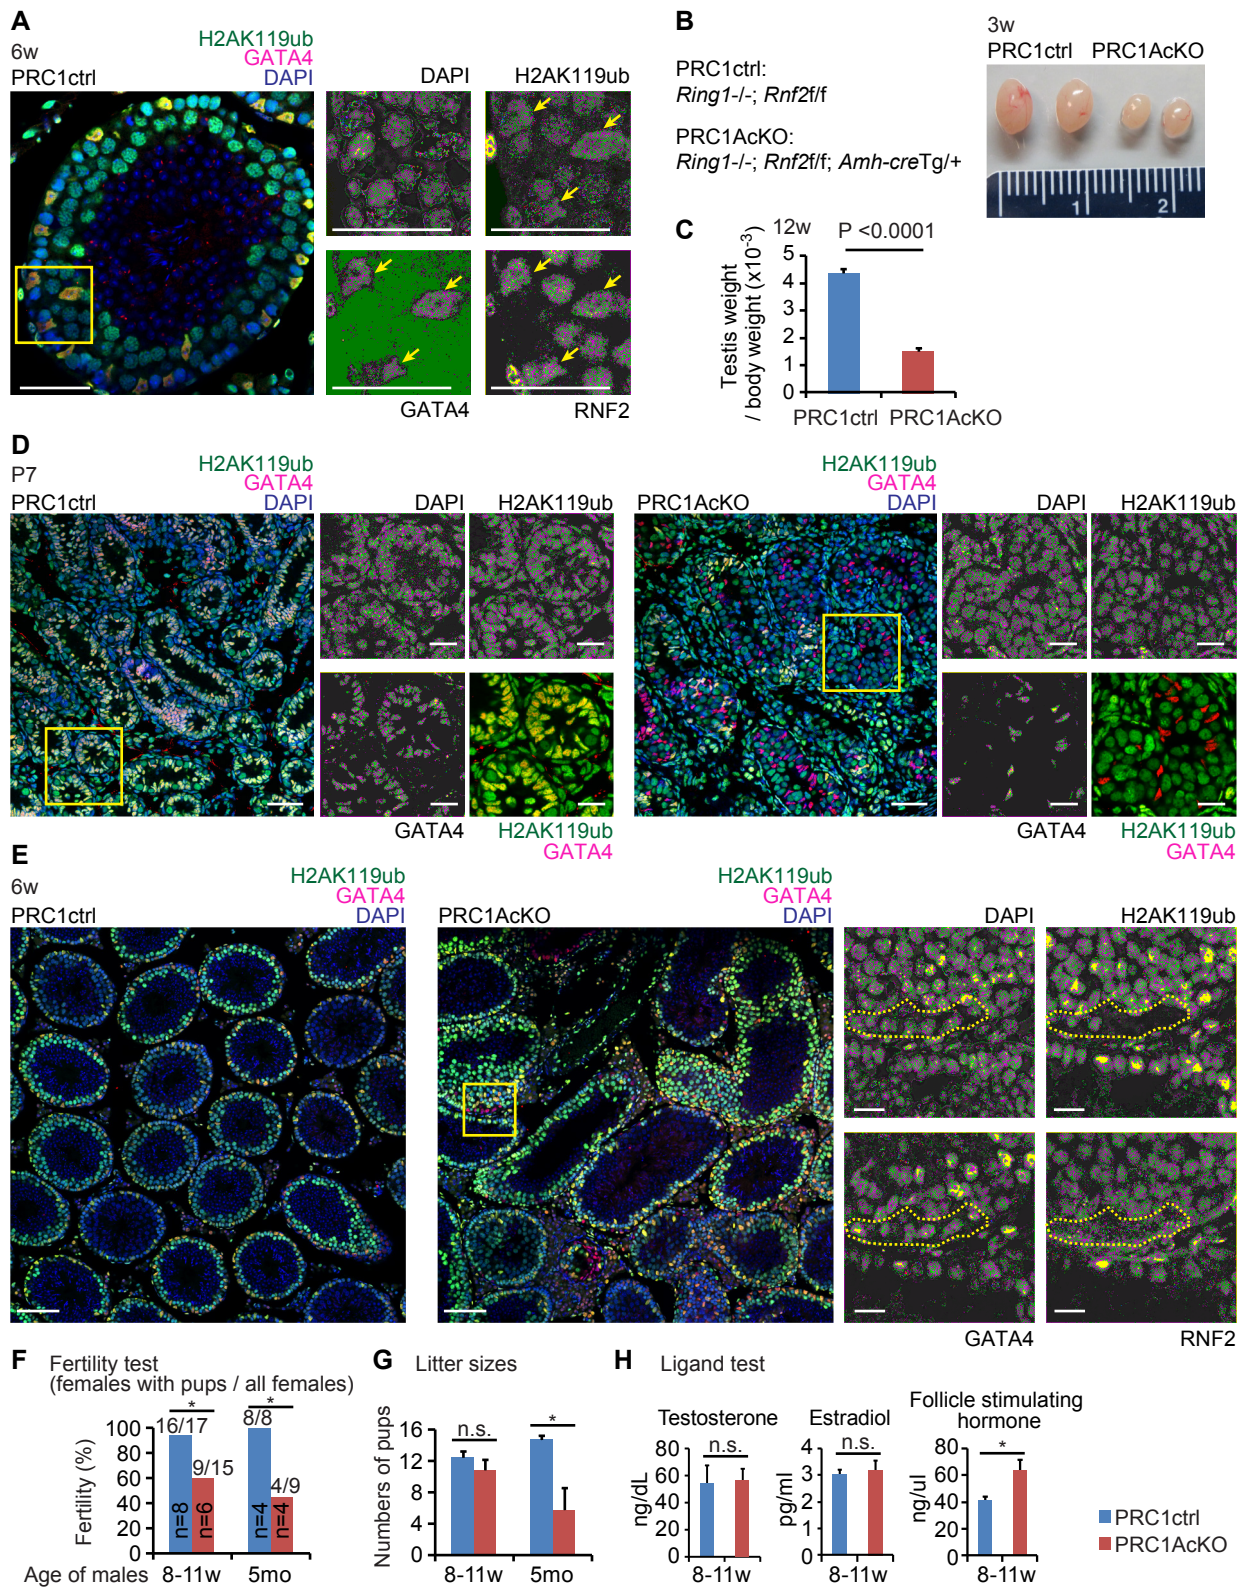 A
6w
H2AK119ub
GATA4
PRC1ctrl
DAPI
DAPI
H2AK119ub
GATA4
RNF2
B
PRC1ctrl:
Ring1-/-; Rnf2f/f
PRC1AcKO:
Ring1-/-; Rnf2f/f; Amh-creTg/+
3w
PRC1ctrl PRC1AcKO
1 2
C
12w
P <0.0001
Testis weight
/ body weight (x10-3)
5
4
3
2
1
0
PRC1ctrl PRC1AcKO
D
P7
H2AK119ub
GATA4
PRC1ctrl
DAPI
DAPI
H2AK119ub
GATA4
H2AK119ub
GATA4
H2AK119ub
GATA4
PRC1AcKO
DAPI
DAPI
H2AK119ub
GATA4
H2AK119ub
GATA4
E
6w
H2AK119ub
GATA4
PRC1ctrl
DAPI
H2AK119ub
GATA4
PRC1AcKO
DAPI
DAPI
H2AK119ub
GATA4
RNF2
F
Fertility test
(females with pups / all females)
Fertility (%)
100
80
60
40
20
0
*
16/17
9/15
*
8/8
4/9
n=8
n=6
n=4
n=4
Age of males 8-11w 5mo
G
Litter sizes
Numbers of pups
16
12
8
4
0
n.s.
*
8-11w 5mo
H
Ligand test
Testosterone
ng/dL
80
60
40
20
0
n.s.
8-11w
Estradiol
pg/ml
4
3
2
1
0
n.s.
8-11w
Follicle stimulating
hormone
ng/ul
80
60
40
20
0
*
8-11w
PRC1ctrl
PRC1AcKO